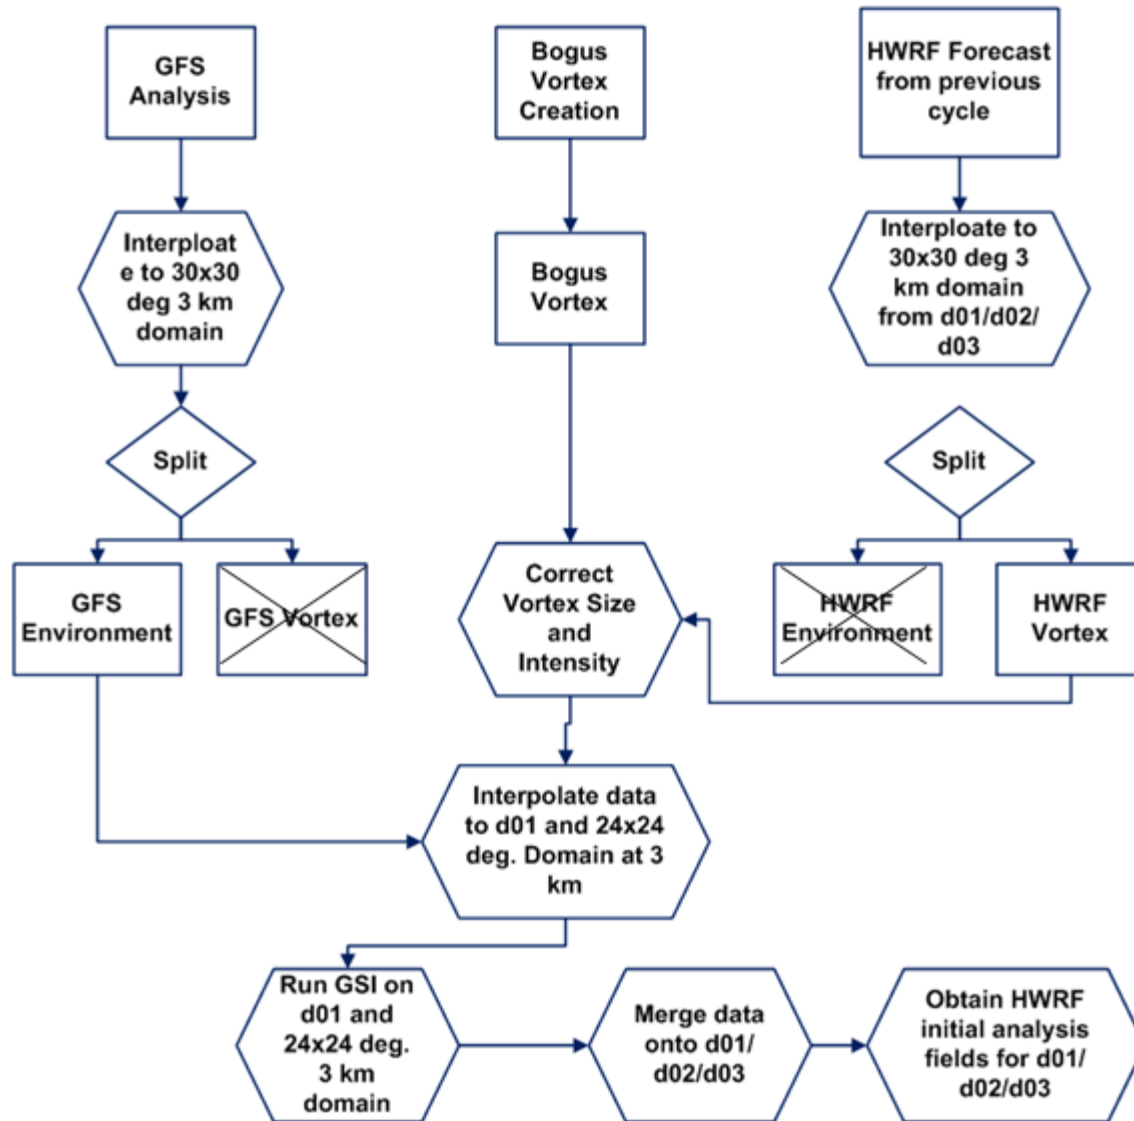 GFS
Analysis
Bogus
Vortex
Creation
HWRF Forecast
from previous
cycle
Interploat
e to 30x30
deg 3 km
domain
Bogus
Vortex
Interploate to
30x30 deg 3
km domain
from d01/d02/
d03
Split
Split
GFS
Environment
GFS Vortex
Correct
Vortex Size
and
Intensity
HWRF
Environment
HWRF
Vortex
Interpolate data
to d01 and 24x24
deg. Domain at 3
km
Run GSI on
d01 and
24x24 deg.
3 km
domain
Merge data
onto d01/
d02/d03
Obtain HWRF
initial analysis
fields for d01/
d02/d03